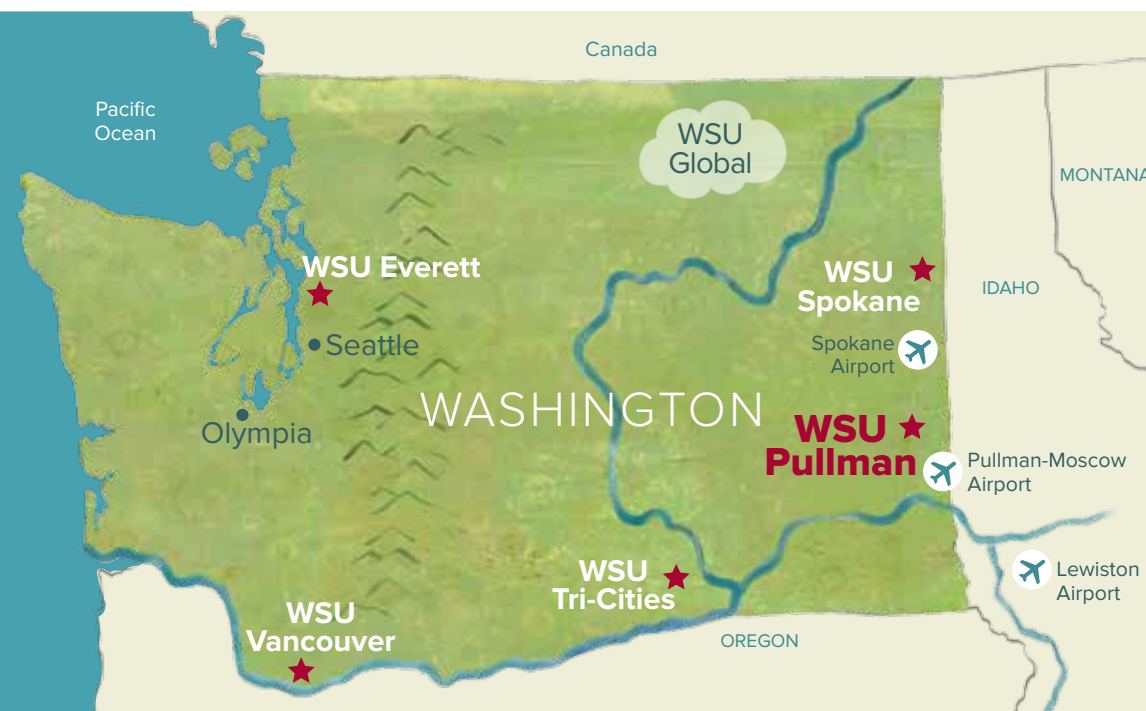 Canada
Pacific
Ocean
WSU
Global
MONTANA
WSU Everett
WSU
Spokane
IDAHO
Seattle
Spokane
Airport
WASHINGTON
Olympia
WSU
Pullman
Pullman-Moscow
Airport
WSU
Tri-Cities
Lewiston
Airport
WSU
Vancouver
OREGON